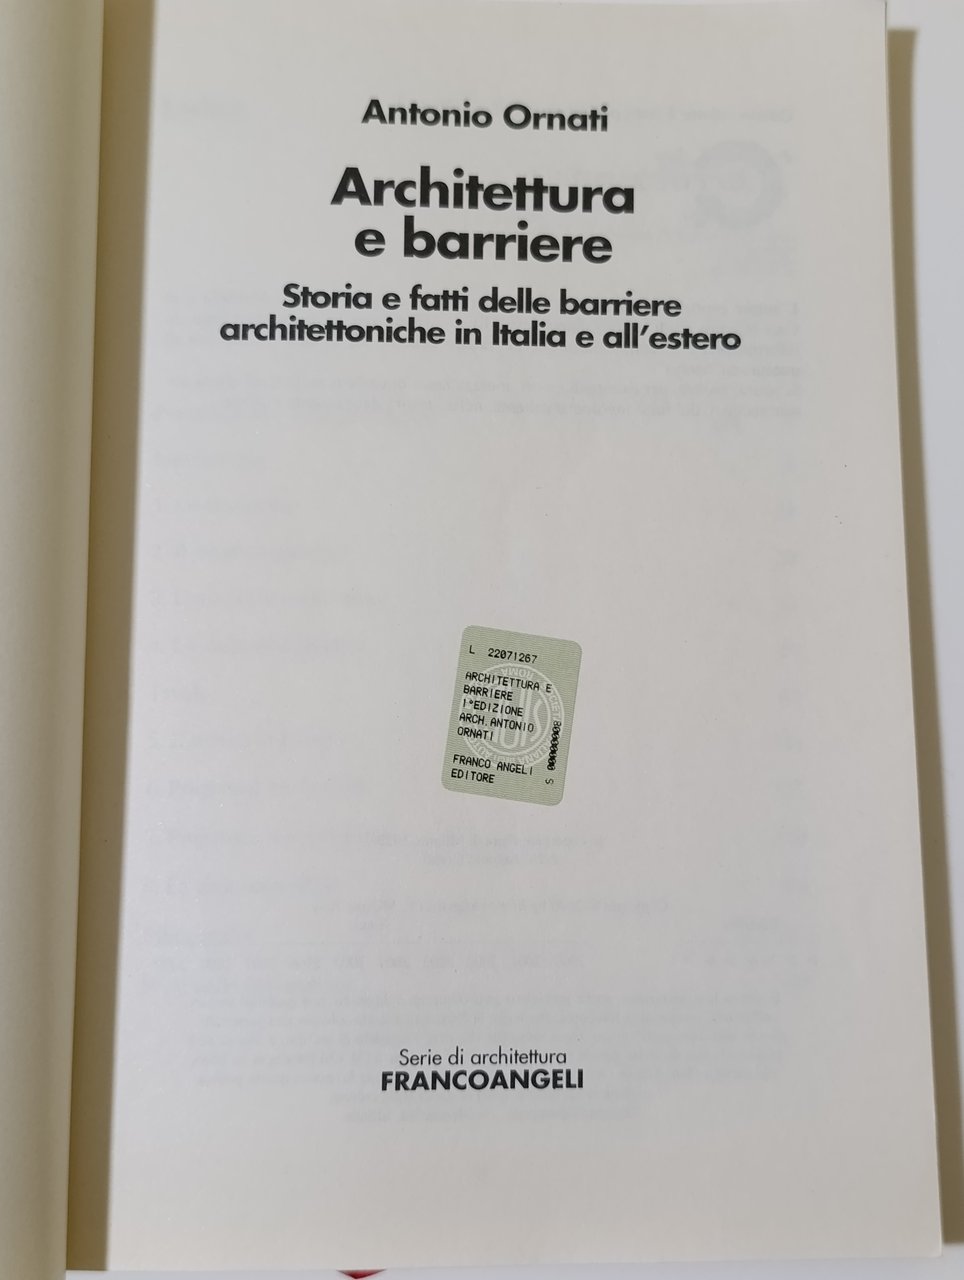 Antonio Ornati
Architettura
e barriere
Storia e fatti delle barriere
architettoniche in Italia e all'estero
L 22071267
ARCHITETTURA E
BARRIERE
1°EDIZIONE
ARCH.ANTONIO
ORNATI
FRANCO ANGELI
EDITORE
Serie di architettura
FRANCOANGELI